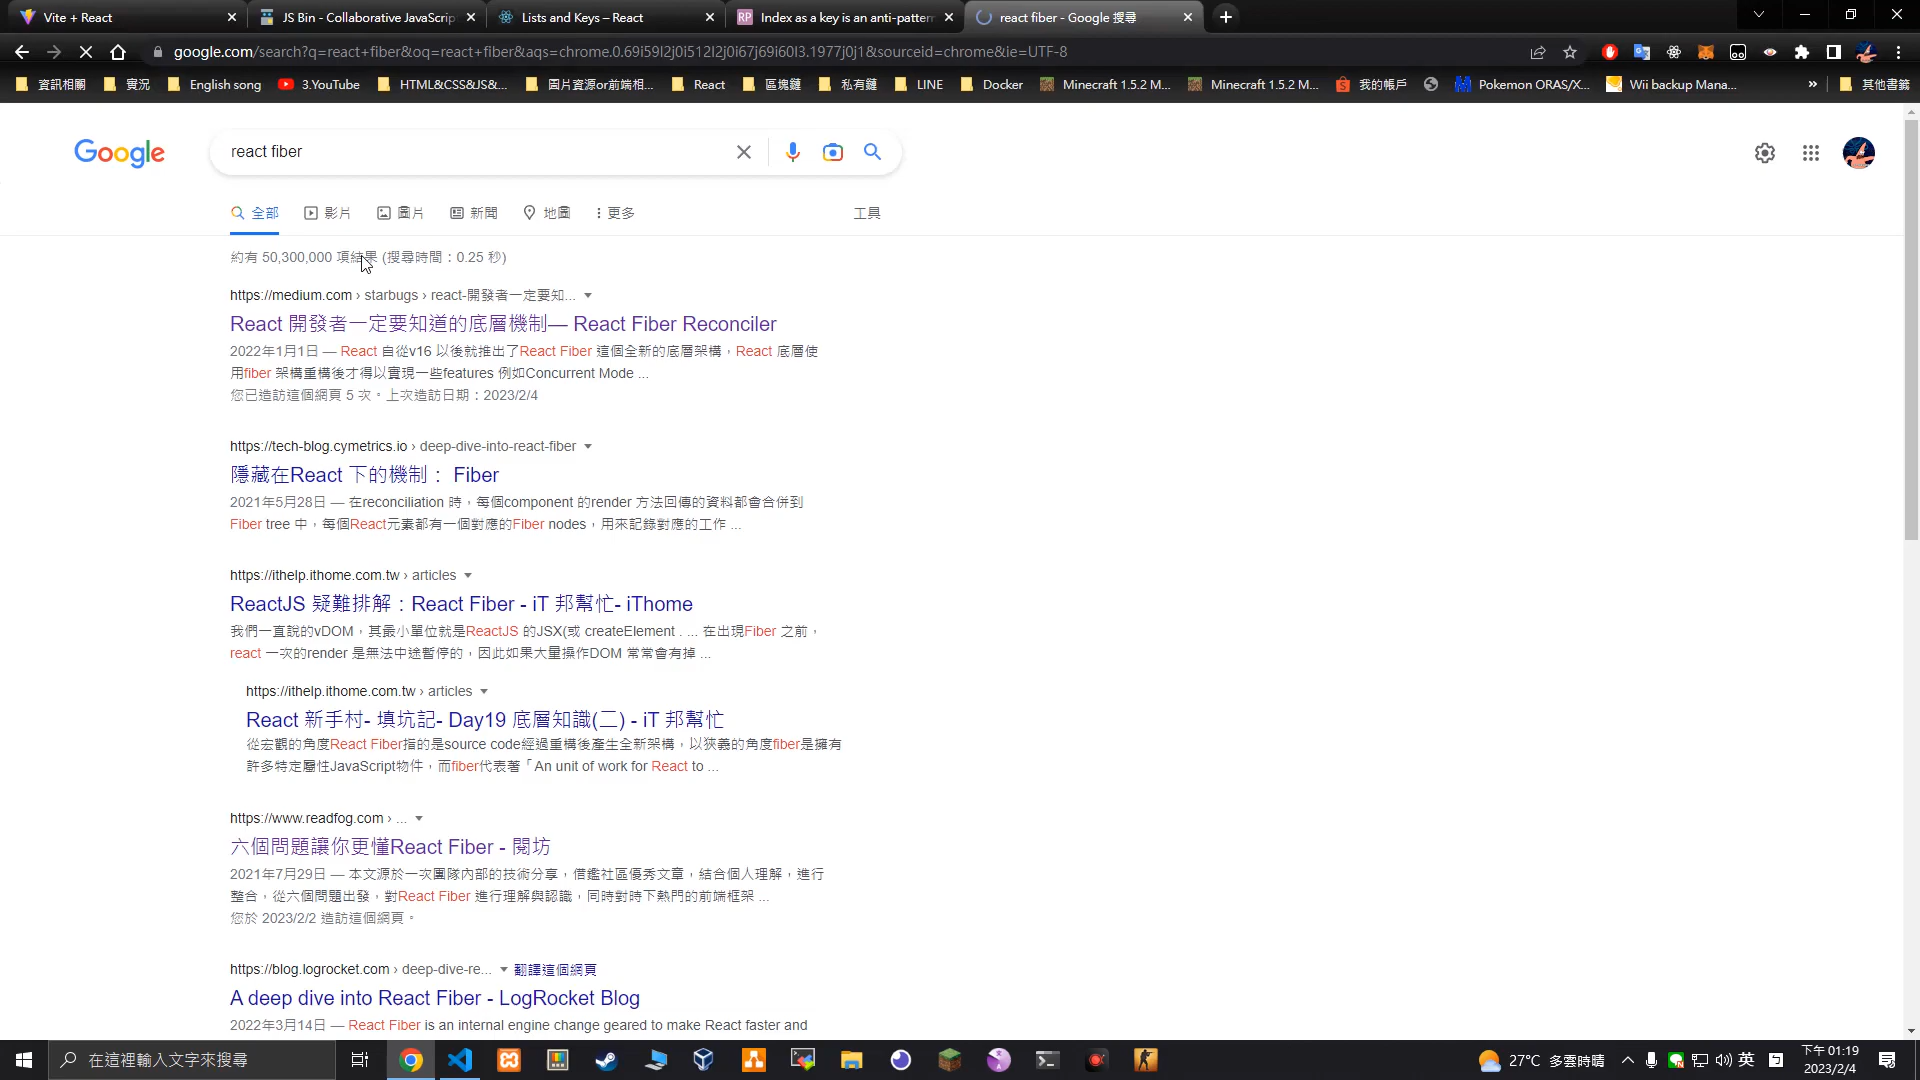 Vite + React
JS Bin - Collaborative JavaScrip
Lists and Keys – React
Index as a key is an anti-pattern
react fiber - Google 搜尋
google.com/search?q=react+fiber&oq=react+fiber&aqs=chrome.0.69i59l2j0i512l2j0i67j69i60l3.1977j0j1&sourceid=chrome&ie=UTF-8
資訊相關
實況
English song
3.YouTube
HTML&CSS&JS&...
圖片資源or前端相...
React
區塊鏈
私有鏈
LINE
Docker
Minecraft 1.5.2 M...
Minecraft 1.5.2 M...
我的帳戶
Pokemon ORAS/X...
Wii backup Mana...
»
其他書籤
Google
react fiber
全部
影片
圖片
新聞
地圖
更多
工具
約有 50,300,000 項結果 (搜尋時間：0.25 秒)
https://medium.com › starbugs › react-開發者一定要知...
React 開發者一定要知道的底層機制— React Fiber Reconciler
2022年1月1日 — React 自從v16 以後就推出了React Fiber 這個全新的底層架構，React 底層使
用fiber 架構重構後才得以實現一些features 例如Concurrent Mode ...
您已造訪這個網頁 5 次。上次造訪日期：2023/2/4
https://tech-blog.cymetrics.io › deep-dive-into-react-fiber
隱藏在React 下的機制： Fiber
2021年5月28日 — 在reconciliation 時，每個component 的render 方法回傳的資料都會合併到
Fiber tree 中，每個React元素都有一個對應的Fiber nodes，用來記錄對應的工作 ...
https://ithelp.ithome.com.tw › articles
ReactJS 疑難排解：React Fiber - iT 邦幫忙- iThome
我們一直說的vDOM，其最小單位就是ReactJS 的JSX(或 createElement . ... 在出現Fiber 之前，
react 一次的render 是無法中途暫停的，因此如果大量操作DOM 常常會有掉 ...
https://ithelp.ithome.com.tw › articles
React 新手村- 填坑記- Day19 底層知識(二) - iT 邦幫忙
從宏觀的角度React Fiber指的是source code經過重構後產生全新架構，以狹義的角度fiber是擁有
許多特定屬性JavaScript物件，而fiber代表著「An unit of work for React to ...
https://www.readfog.com › ...
六個問題讓你更懂React Fiber - 閱坊
2021年7月29日 — 本文源於一次團隊內部的技術分享，借鑑社區優秀文章，結合個人理解，進行
整合，從六個問題出發，對React Fiber 進行理解與認識，同時對時下熱門的前端框架 ...
您於 2023/2/2 造訪這個網頁。
https://blog.logrocket.com › deep-dive-re...
翻譯這個網頁
A deep dive into React Fiber - LogRocket Blog
2022年3月14日 — React Fiber is an internal engine change geared to make React faster and
在這裡輸入文字來搜尋
27°C 多雲時晴
英
下午 01:19
2023/2/4